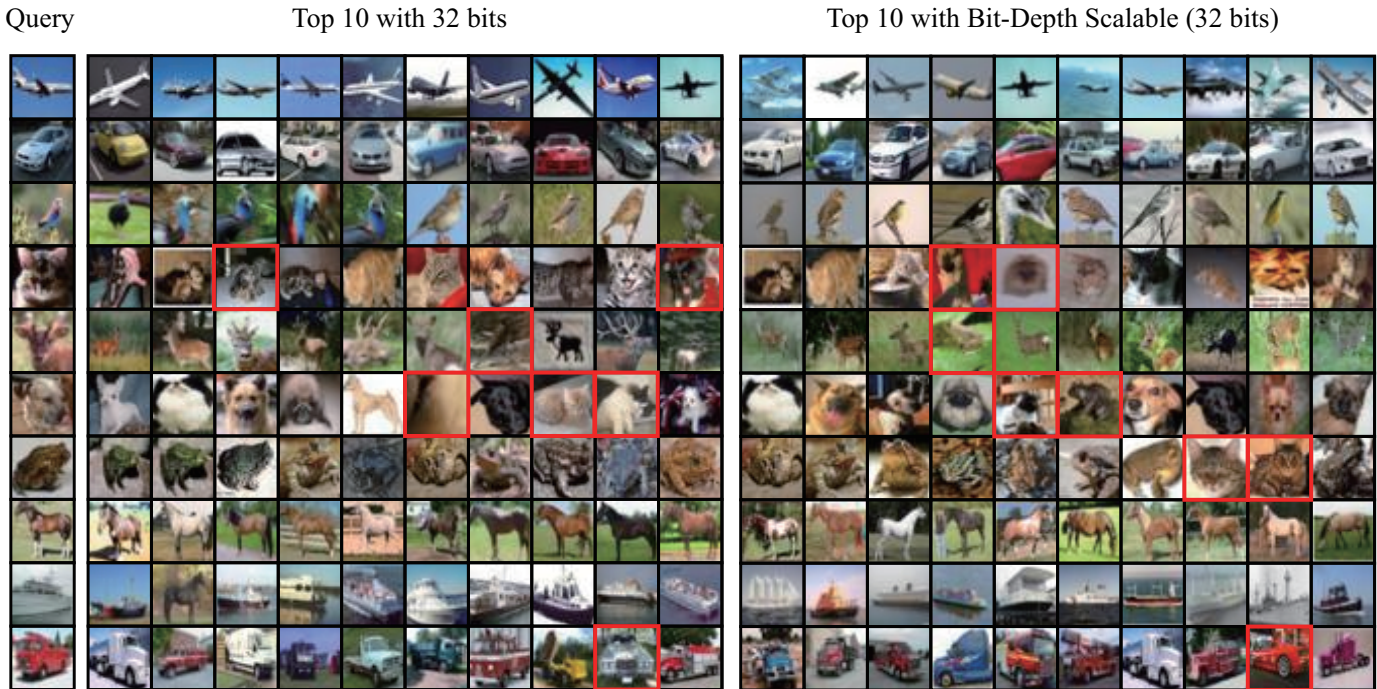 Query
Top 10 with 32 bits
Top 10 with Bit-Depth Scalable (32 bits)